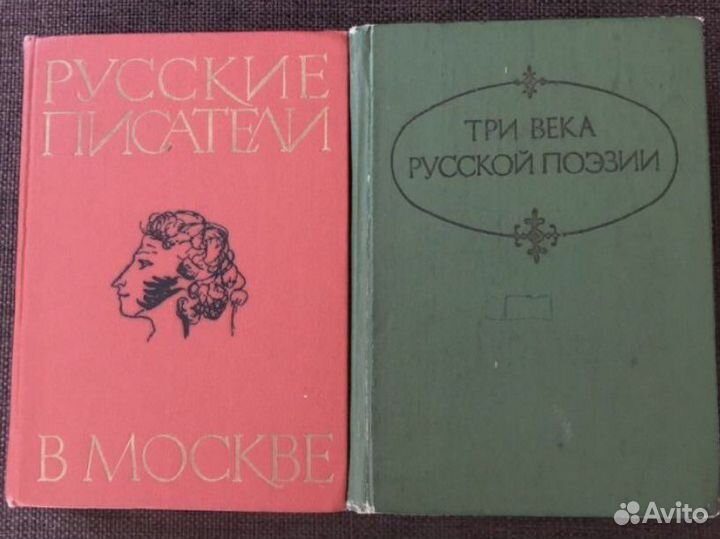 РУССКИЕ
ПИСАТЕЛИ
В МОСКВЕ
ТРИ ВЕКА
РУССКОЙ ПОЭЗИИ
Avito